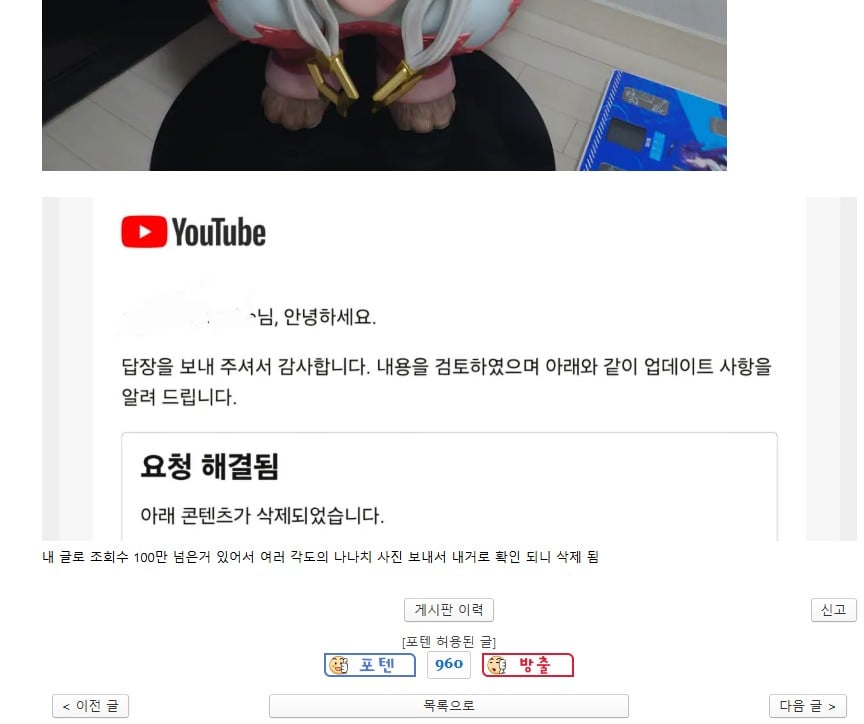 YouTube
님, 안녕하세요.
답장을 보내 주셔서 감사합니다. 내용을 검토하였으며 아래와 같이 업데이트 사항을
알려 드립니다.
요청 해결됨
아래 콘텐츠가 삭제되었습니다.
내 글로 조회수 100만 넘은거 있어서 여러 각도의 나나치 사진 보내서 내거로 확인 되니 삭제 됨
게시판 이력
신고
[포텐 허용된 글]
포텐 960 방출
< 이전 글 목록으로 다음 글 >